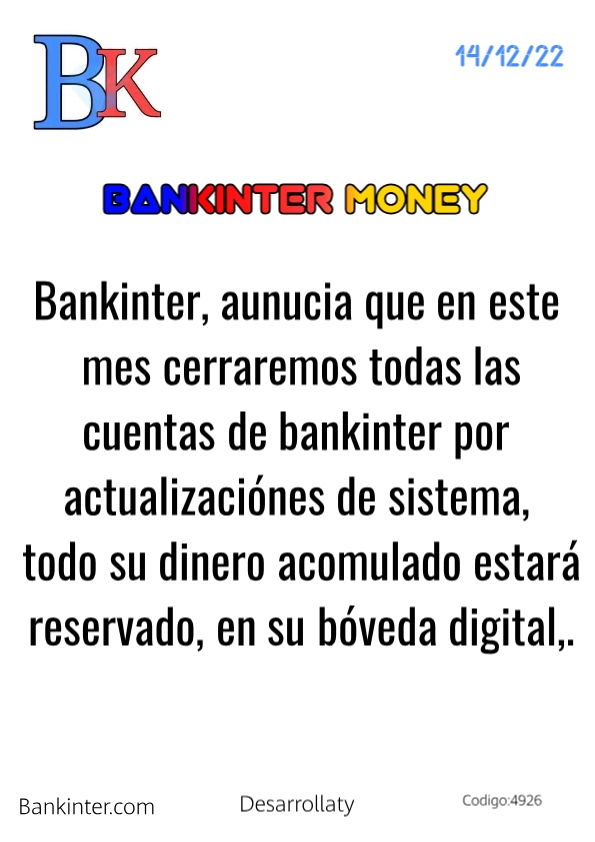 BK
14/12/22
BANKINTER MONEY
Bankinter, aunucia que en este
mes cerraremos todas las
cuentas de bankinter por
actualizaciónes de sistema,
todo su dinero acomulado estará
reservado, en su bóveda digital,.
Bankinter.com
Desarrollaty
Codigo:4926